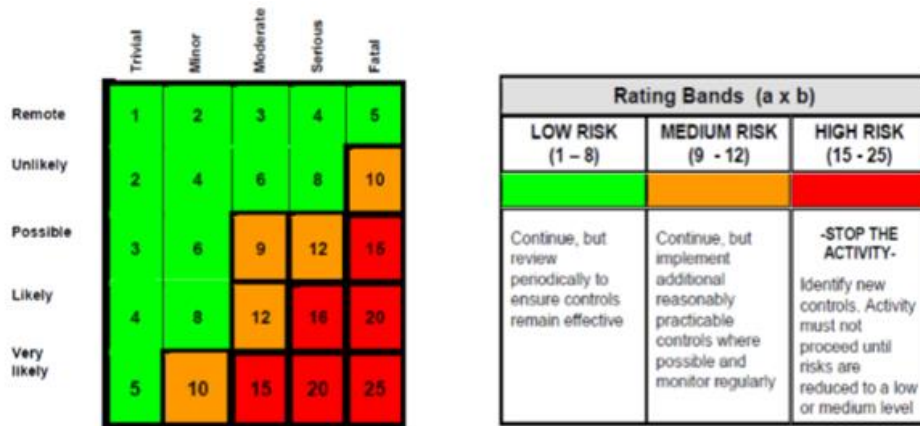 Trivial
Minor
Moderate
Serious
Fatal
Remote
1 2 3 4 5
Unlikely
2 4 6 8 10
Possible
3 6 9 12 15
Likely
4 8 12 16 20
Very
likely
5 10 15 20 25
Rating Bands (a x b)
LOW RISK
(1 – 8)
MEDIUM RISK
(9 - 12)
HIGH RISK
(15 - 25)
Continue, but
review
periodically to
ensure controls
remain effective
Continue, but
implement
additional
reasonably
practicable
controls where
possible and
monitor regularly
-STOP THE
ACTIVITY-
Identify new
controls. Activity
must not
proceed until
risks are
reduced to a low
or medium level